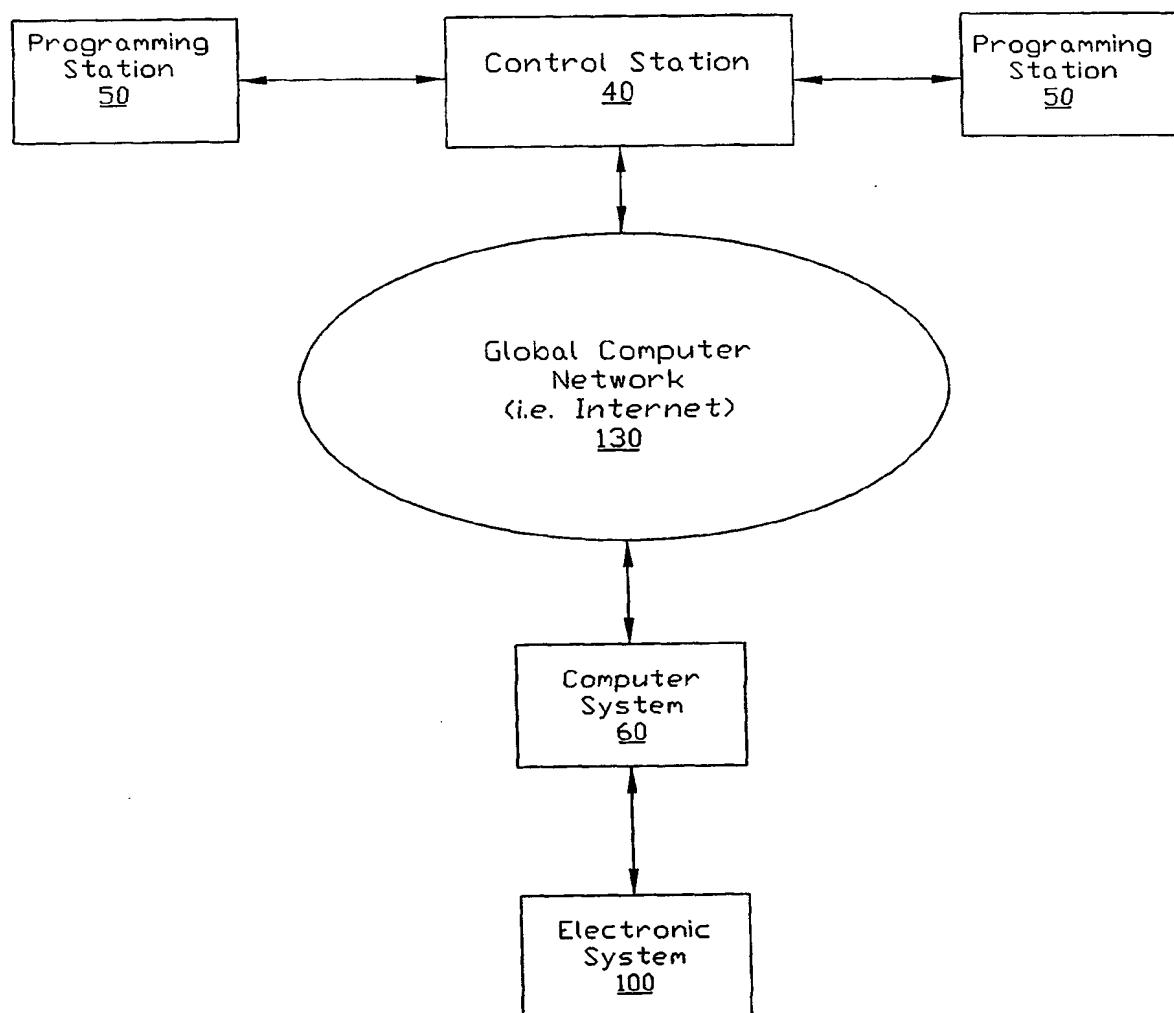 Programming
Station
50
Control Station
40
Programming
Station
50
Global Computer
Network
(i.e. Internet)
130
Computer
System
60
Electronic
System
100